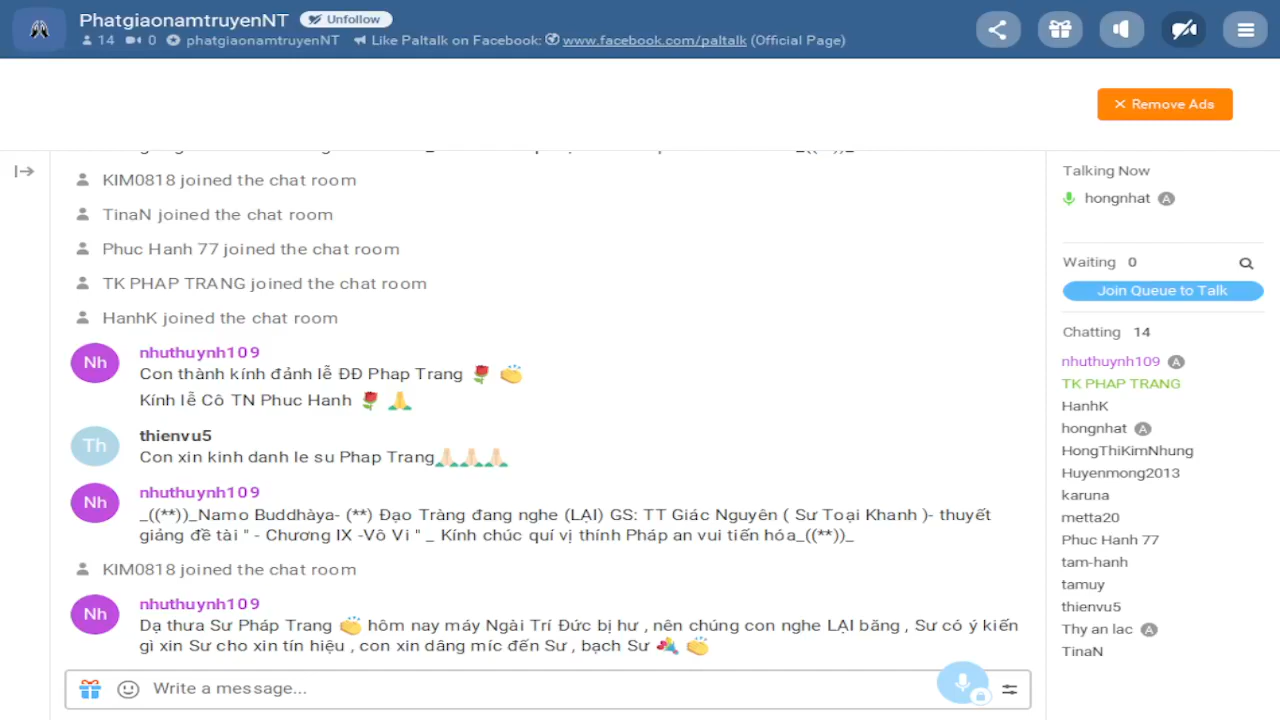 PhatgiaonamtruyenNT Unfollow
14 0 phatgiaonamtruyenNT Like Paltalk on Facebook: www.facebook.com/paltalk (Official Page)
× Remove Ads
KIM0818 joined the chat room
TinaN joined the chat room
Phuc Hanh 77 joined the chat room
TK PHAP TRANG joined the chat room
HanhK joined the chat room
Nh
nhuthuynh109
Con thành kính đảnh lễ ĐĐ Phap Trang 🌹 👏
Kính lễ Cô TN Phuc Hanh 🌹 🙏
Th
thienvu5
Con xin kinh danh le su Phap Trang🙏🏻🙏🏻🙏🏻
Nh
nhuthuynh109
_((**))_Namo Buddhàya- (**) Đạo Tràng đang nghe (LẠI) GS: TT Giác Nguyên ( Sư Toại Khanh )- thuyết
giảng đề tài " - Chương IX -Vô Vi " _ Kính chúc quí vị thính Pháp an vui tiến hóa_((**))_
KIM0818 joined the chat room
Nh
nhuthuynh109
Dạ thưa Sư Pháp Trang 👏 hôm nay máy Ngài Trí Đức bị hư , nên chúng con nghe LẠI băng , Sư có ý kiến
gì xin Sư cho xin tín hiệu , con xin dâng míc đến Sư , bạch Sư 💐 👏
Write a message...
Talking Now
hongnhat A
Waiting 0
Join Queue to Talk
Chatting 14
nhuthuynh109 A
TK PHAP TRANG
HanhK
hongnhat A
HongThiKimNhung
Huyenmong2013
karuna
metta20
Phuc Hanh 77
tam-hanh
tamuy
thienvu5
Thy an lac A
TinaN